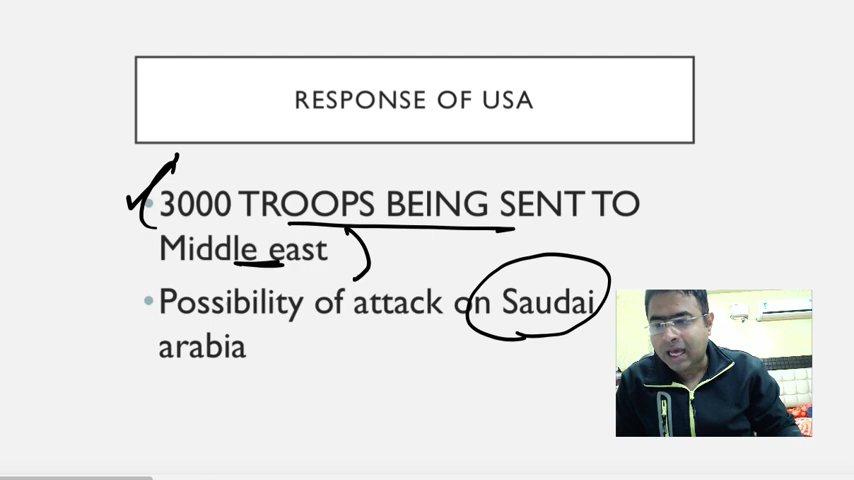 RESPONSE OF USA
• 3000 TROOPS BEING SENT TO
Middle east
• Possibility of attack on Saudai
arabia